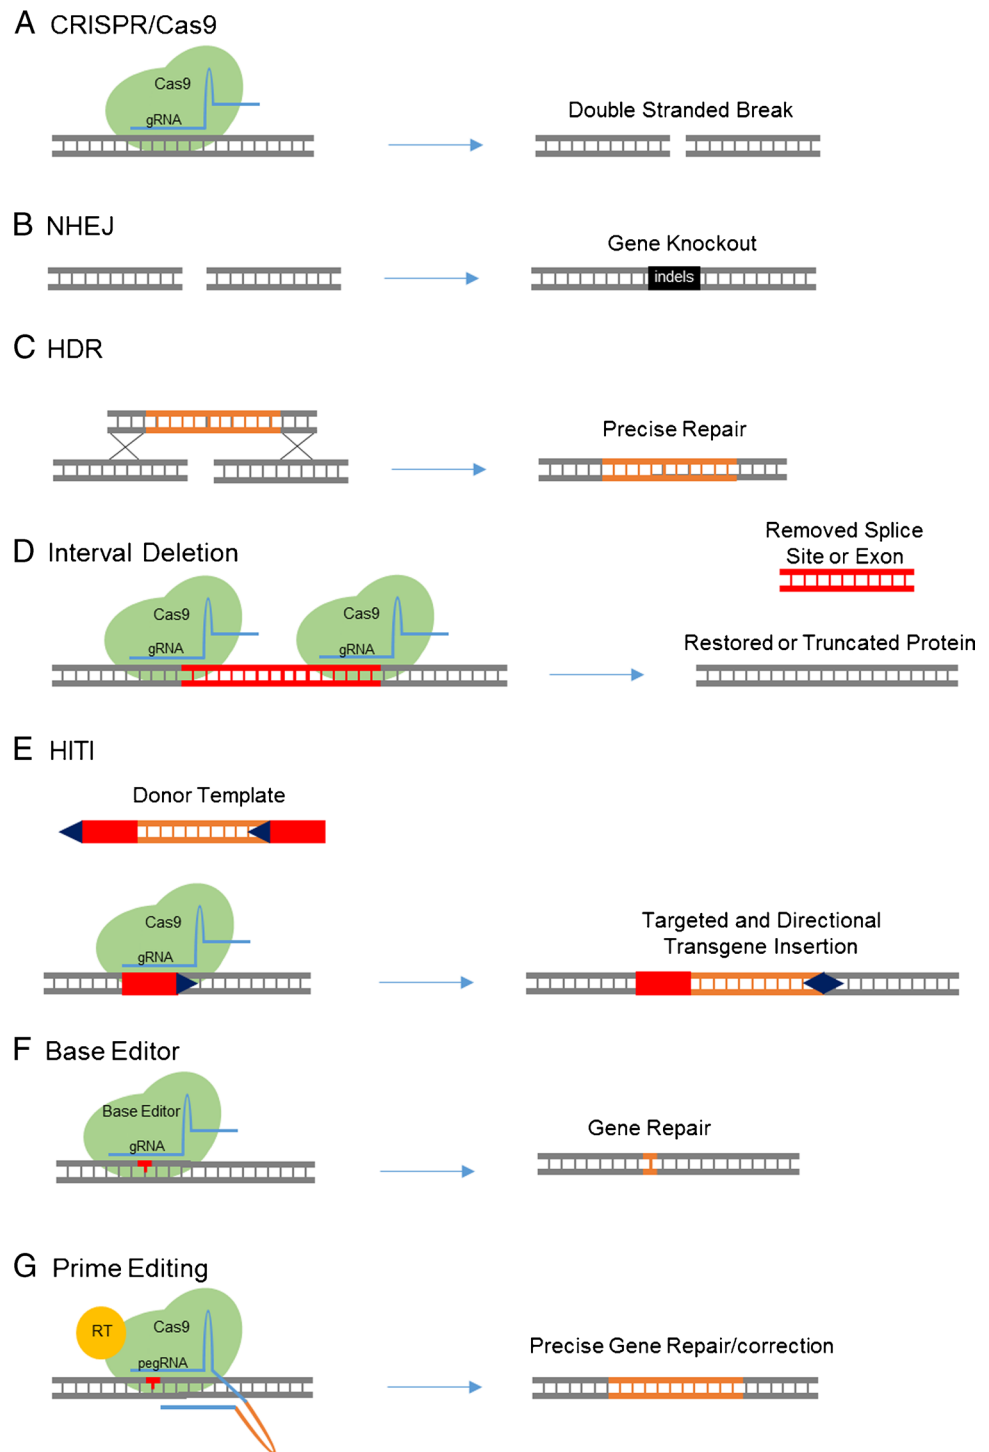 A CRISPR/Cas9
Cas9
gRNA
Double Stranded Break
B NHEJ
Gene Knockout
indels
C HDR
Precise Repair
D Interval Deletion
Removed Splice
Site or Exon
Cas9
gRNA
Cas9
gRNA
Restored or Truncated Protein
E HITI
Donor Template
Cas9
gRNA
Targeted and Directional
Transgene Insertion
F Base Editor
Base Editor
gRNA
Gene Repair
G Prime Editing
RT
Cas9
pegRNA
Precise Gene Repair/correction